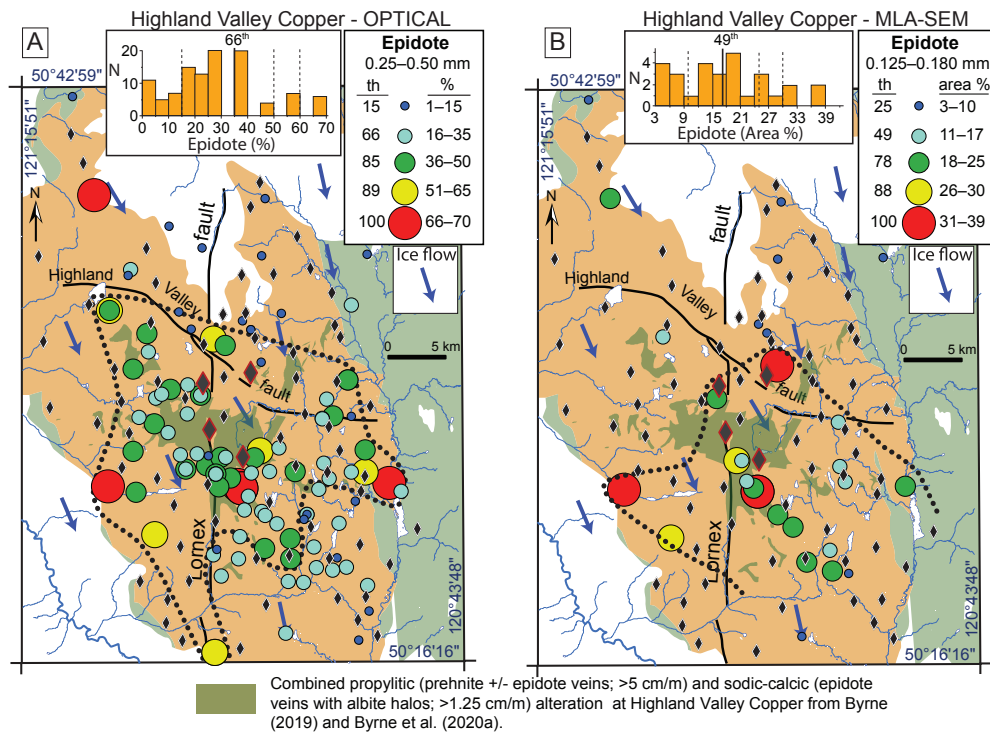 Highland Valley Copper - OPTICAL
A
66th
20
10
0
N
0 10 20 30 40 50 60 70
Epidote (%)
Epidote
0.25–0.50 mm
th %
15 1–15
66 16–35
85 36–50
89 51–65
100 66–70
50°42'59"
121°15'51"
N
fault
Highland
Valley
fault
Lornex
Ice flow
0 5 km
120°43'48"
50°16'16"
Highland Valley Copper - MLA-SEM
B
49th
4
2
0
N
3 9 15 21 27 33 39
Epidote (Area %)
Epidote
0.125–0.180 mm
th area %
25 3–10
49 11–17
78 18–25
88 26–30
100 31–39
50°42'59"
121°15'51"
N
fault
Highland
Valley
fault
Lornex
Ice flow
0 5 km
120°43'48"
50°16'16"
Combined propylitic (prehnite +/- epidote veins; >5 cm/m) and sodic-calcic (epidote
veins with albite halos; >1.25 cm/m) alteration at Highland Valley Copper from Byrne
(2019) and Byrne et al. (2020a).